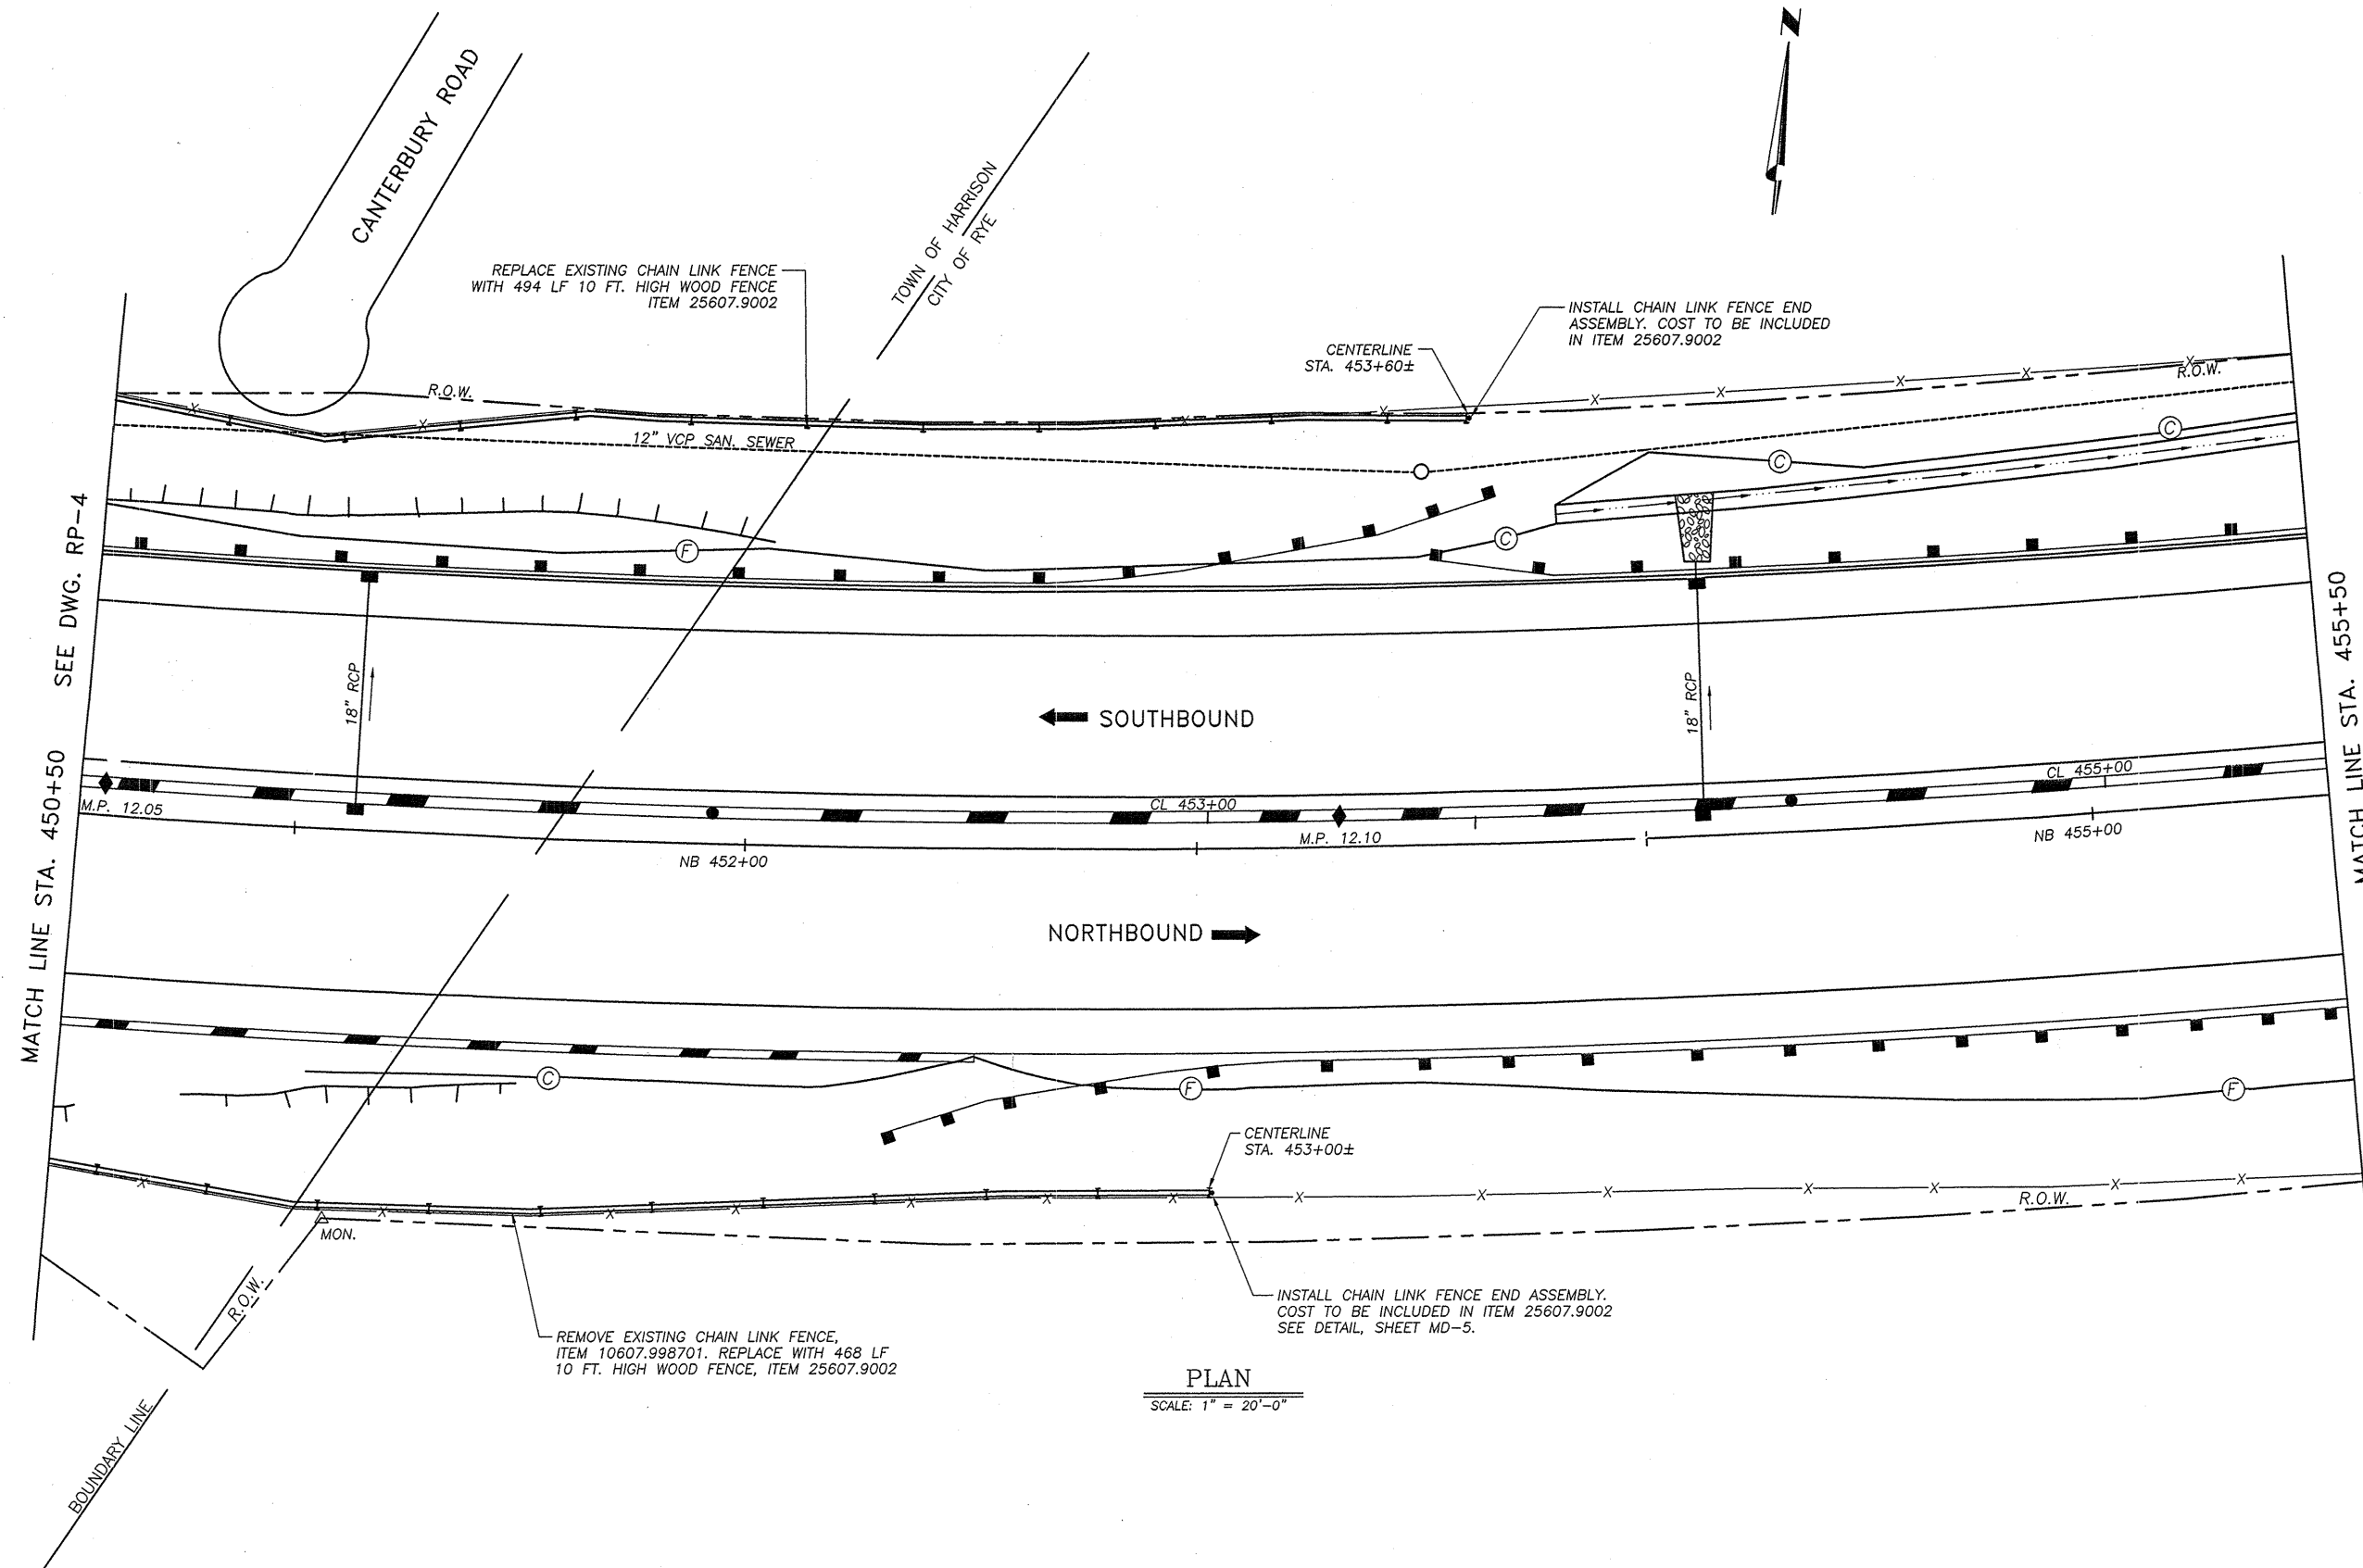 N
CANTERBURY ROAD
TOWN OF HARRISON
CITY OF RYE
REPLACE EXISTING CHAIN LINK FENCE
WITH 494 LF 10 FT. HIGH WOOD FENCE
ITEM 25607.9002
INSTALL CHAIN LINK FENCE END
ASSEMBLY. COST TO BE INCLUDED
IN ITEM 25607.9002
CENTERLINE
STA. 453+60±
R.O.W.
R.O.W.
12" VCP SAN. SEWER
C
C
C
F
MATCH LINE STA. 450+50 SEE DWG. RP-4
MATCH LINE STA. 455+50
18" RCP
18" RCP
SOUTHBOUND
M.P. 12.05
CL 453+00
CL 455+00
M.P. 12.10
NB 452+00
NB 455+00
NORTHBOUND
C
F
F
CENTERLINE
STA. 453+00±
MON.
R.O.W.
R.O.W.
INSTALL CHAIN LINK FENCE END ASSEMBLY.
COST TO BE INCLUDED IN ITEM 25607.9002
SEE DETAIL, SHEET MD-5.
REMOVE EXISTING CHAIN LINK FENCE,
ITEM 10607.998701. REPLACE WITH 468 LF
10 FT. HIGH WOOD FENCE, ITEM 25607.9002
BOUNDARY LINE
PLAN
SCALE: 1" = 20'-0"